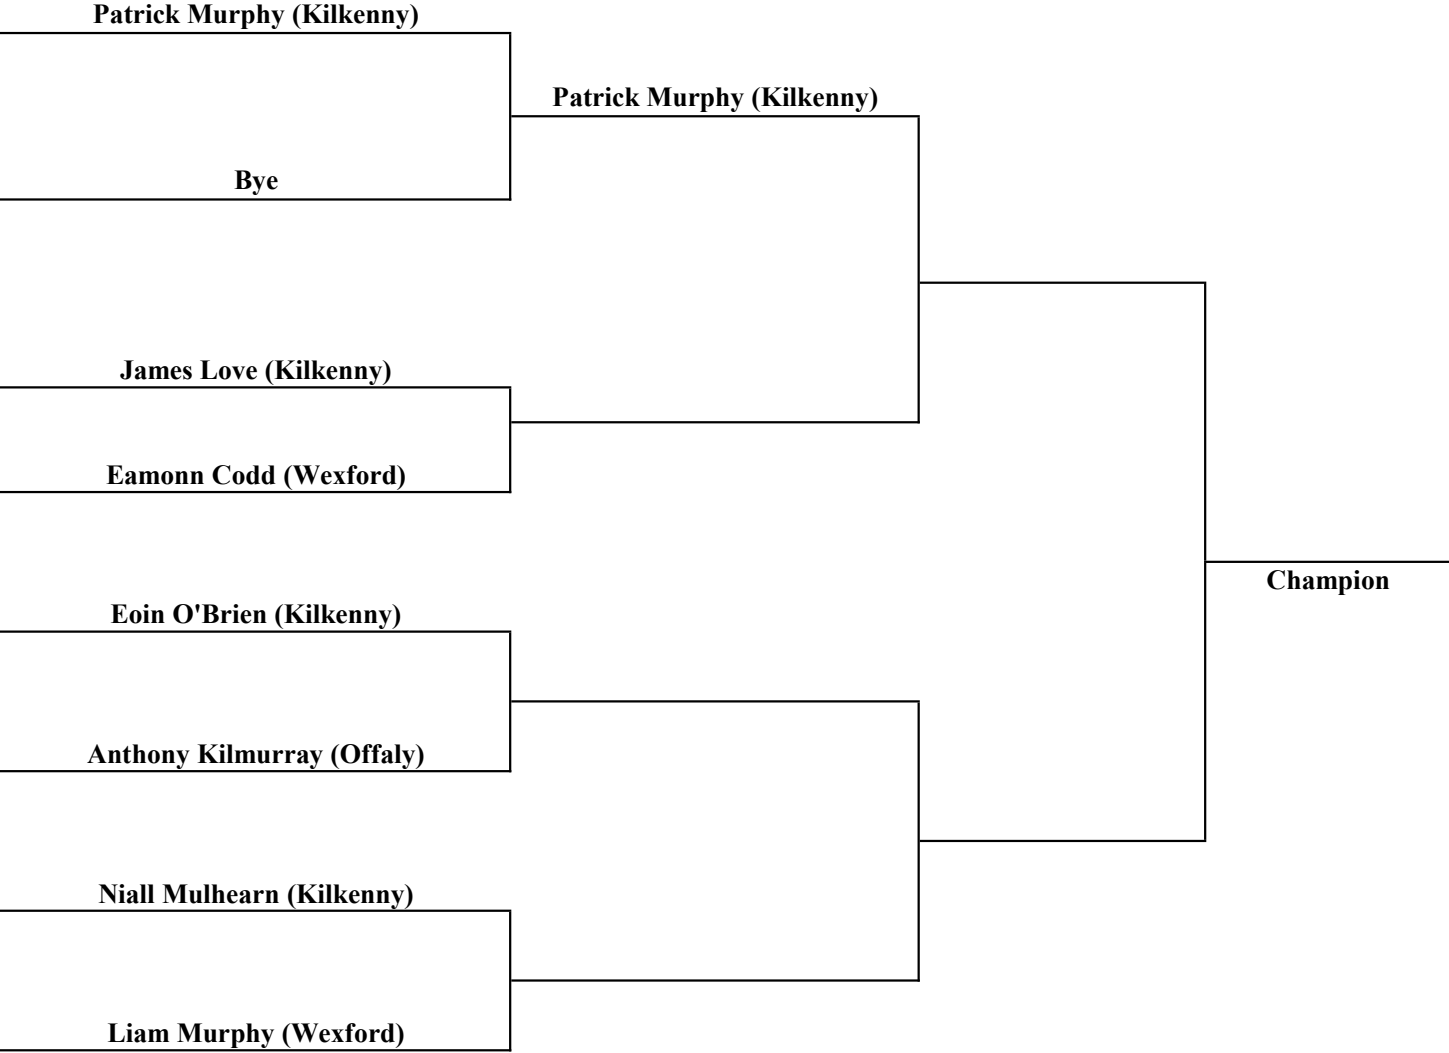 Patrick Murphy (Kilkenny)
Patrick Murphy (Kilkenny)
Bye
James Love (Kilkenny)
Eamonn Codd (Wexford)
Champion
Eoin O'Brien (Kilkenny)
Anthony Kilmurray (Offaly)
Niall Mulhearn (Kilkenny)
Liam Murphy (Wexford)